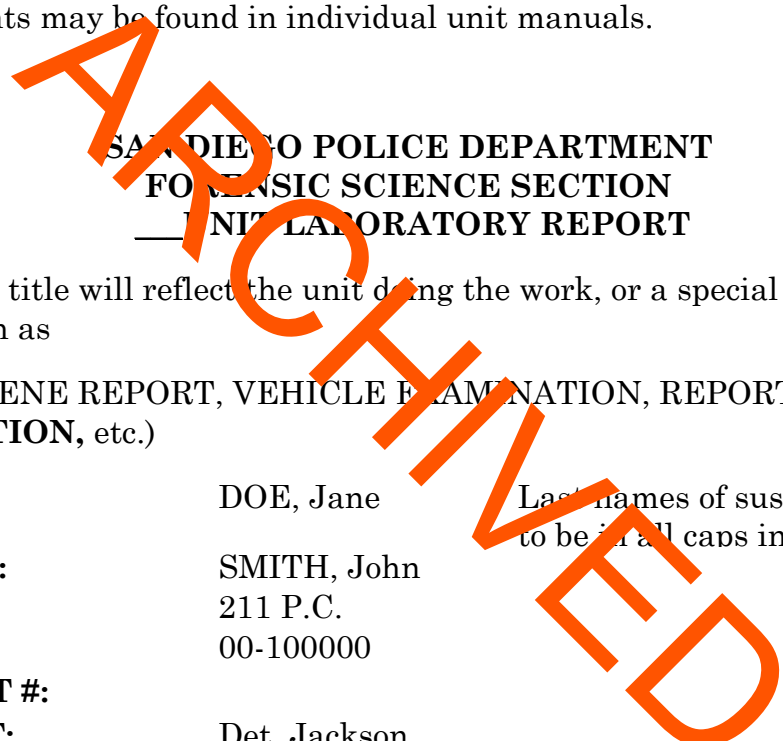 nts may be found in individual unit manuals.
SAN DIEGO POLICE DEPARTMENT
FORENSIC SCIENCE SECTION
___UNIT LABORATORY REPORT
title will reflect the unit doing the work, or a special
n as
ENE REPORT, VEHICLE EXAMINATION, REPORT
TION, etc.)
DOE, Jane Last names of sus
to be in all caps in
: SMITH, John
211 P.C.
00-100000
T #:
T: Det. Jackson
ARCHIVED